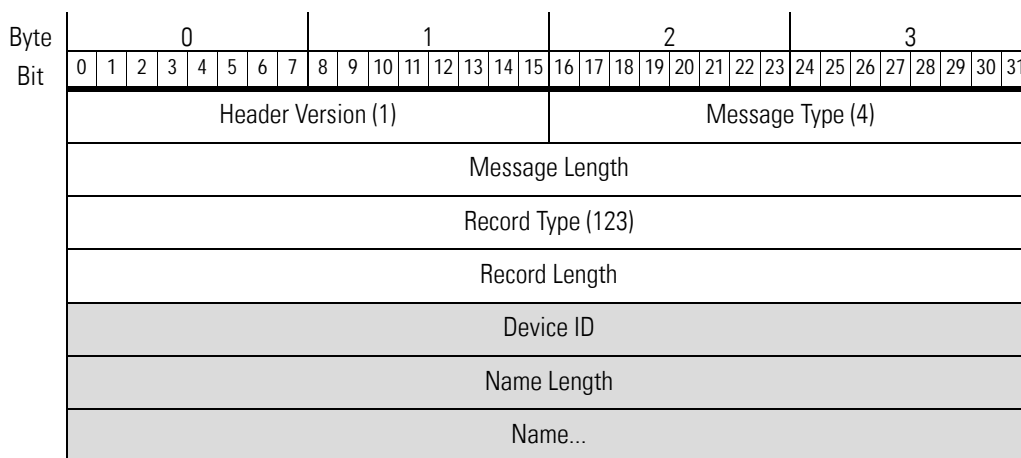 Byte 0 1 2 3
Bit 0 1 2 3 4 5 6 7 8 9 10 11 12 13 14 15 16 17 18 19 20 21 22 23 24 25 26 27 28 29 30 31
Header Version (1) Message Type (4)
Message Length
Record Type (123)
Record Length
Device ID
Name Length
Name...